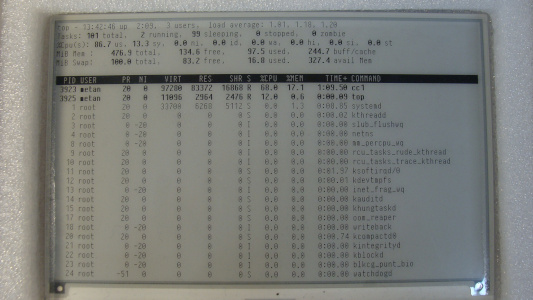 top - 13:42:46 up 2:09, 3 users, load average: 1.01, 1.18, 1.20
Tasks: 101 total, 2 running, 99 sleeping, 0 stopped, 0 zombie
%Cpu(s): 86.7 us, 13.3 sy, 0.0 ni, 0.0 id, 0.0 wa, 0.0 hi, 0.0 si, 0.0 st
MiB Mem : 476.9 total, 134.6 free, 97.5 used, 244.7 buff/cache
MiB Swap: 100.0 total, 83.2 free, 16.8 used, 327.4 avail Mem
PID USER PR NI VIRT RES SHR S %CPU %MEM TIME+ COMMAND
3923 metan 20 0 97280 83372 16868 R 68.0 17.1 1:09.50 cc1
3925 metan 20 0 11096 2964 2476 R 12.0 0.6 0:00.09 top
1 root 20 0 33700 6268 5112 S 0.0 1.3 0:08.85 systemd
2 root 20 0 0 0 0 S 0.0 0.0 0:00.02 kthreadd
3 root 0 -20 0 0 0 I 0.0 0.0 0:00.00 slub_flushwq
4 root 0 -20 0 0 0 I 0.0 0.0 0:00.00 netns
8 root 0 -20 0 0 0 I 0.0 0.0 0:00.00 mm_percpu_wq
9 root 20 0 0 0 0 I 0.0 0.0 0:00.00 rcu_tasks_rude_kthread
10 root 20 0 0 0 0 I 0.0 0.0 0:00.00 rcu_tasks_trace_kthread
11 root 20 0 0 0 0 S 0.0 0.0 0:01.97 ksoftirqd/0
12 root 20 0 0 0 0 S 0.0 0.0 0:00.01 kdevtmpfs
13 root 0 -20 0 0 0 I 0.0 0.0 0:00.00 inet_frag_wq
14 root 20 0 0 0 0 S 0.0 0.0 0:00.00 kauditd
15 root 20 0 0 0 0 S 0.0 0.0 0:00.00 khungtaskd
17 root 20 0 0 0 0 S 0.0 0.0 0:00.00 oom_reaper
18 root 0 -20 0 0 0 I 0.0 0.0 0:00.00 writeback
19 root 20 0 0 0 0 S 0.0 0.0 0:00.74 kcompactd0
21 root 0 -20 0 0 0 I 0.0 0.0 0:00.00 kintegrityd
22 root 0 -20 0 0 0 I 0.0 0.0 0:00.00 kblockd
23 root 0 -20 0 0 0 I 0.0 0.0 0:00.00 blkcg_punt_bio
24 root -51 0 0 0 0 S 0.0 0.0 0:00.00 watchdogd